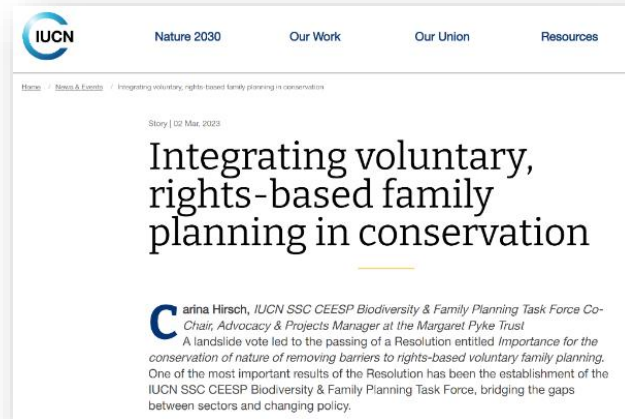 IUCN
Nature 2030 Our Work Our Union Resources
Home / News & Events / Integrating voluntary, rights-based family planning in conservation
Story | 02 Mar, 2023
Integrating voluntary,
rights-based family
planning in conservation
Carina Hirsch, IUCN SSC CEESP Biodiversity & Family Planning Task Force Co-
Chair, Advocacy & Projects Manager at the Margaret Pyke Trust
A landslide vote led to the passing of a Resolution entitled Importance for the
conservation of nature of removing barriers to rights-based voluntary family planning.
One of the most important results of the Resolution has been the establishment of the
IUCN SSC CEESP Biodiversity & Family Planning Task Force, bridging the gaps
between sectors and changing policy.